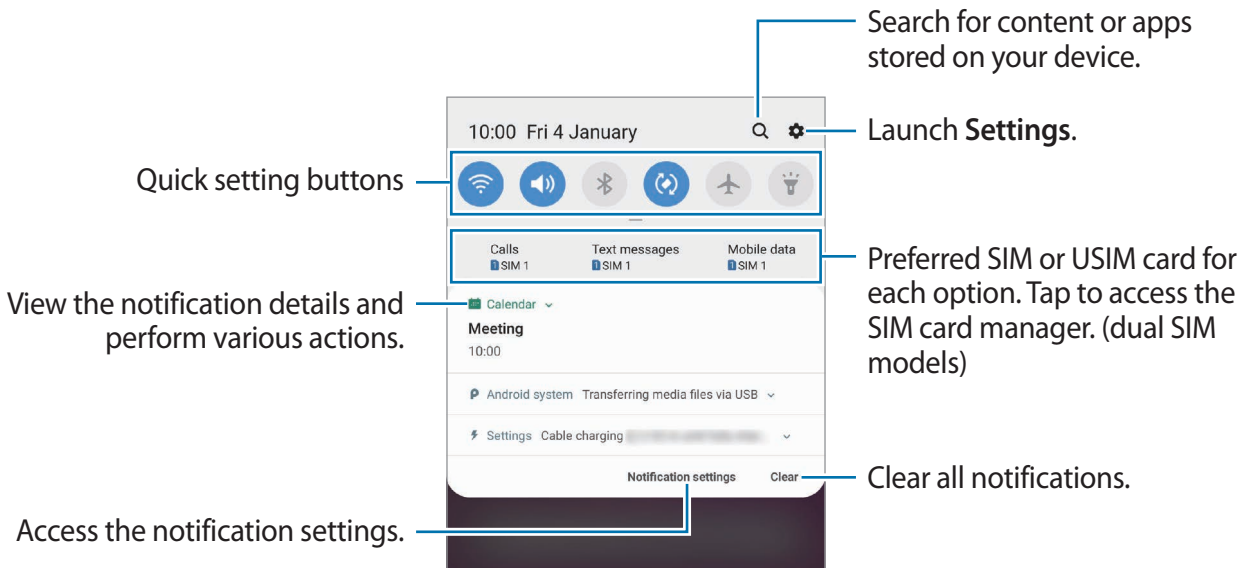 Search for content or apps
stored on your device.
10:00 Fri 4 January
Launch Settings.
Quick setting buttons
Calls
1 SIM 1
Text messages
1 SIM 1
Mobile data
1 SIM 1
Preferred SIM or USIM card for
each option. Tap to access the
SIM card manager. (dual SIM
models)
View the notification details and
perform various actions.
Calendar
Meeting
10:00
Android system Transferring media files via USB
Settings Cable charging
Notification settings Clear
Clear all notifications.
Access the notification settings.